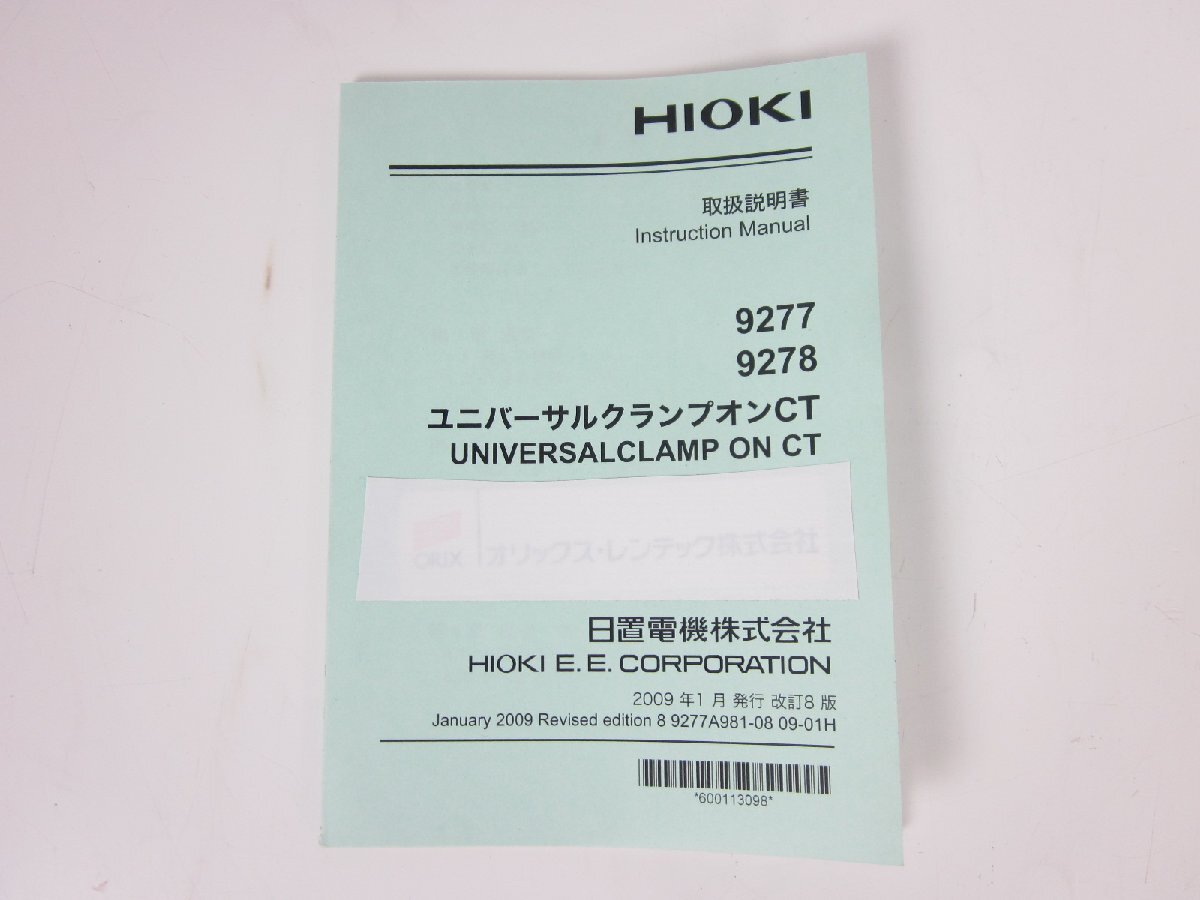 HIOKI
取扱説明書
Instruction Manual
9277
9278
ユニバーサルクランプオンCT
UNIVERSALCLAMP ON CT
ORIX オリックス・レンテック株式会社
日置電機株式会社
HIOKI E. E. CORPORATION
2009 年1 月 発行 改訂8 版
January 2009 Revised edition 8 9277A981-08 09-01H
*600113098*